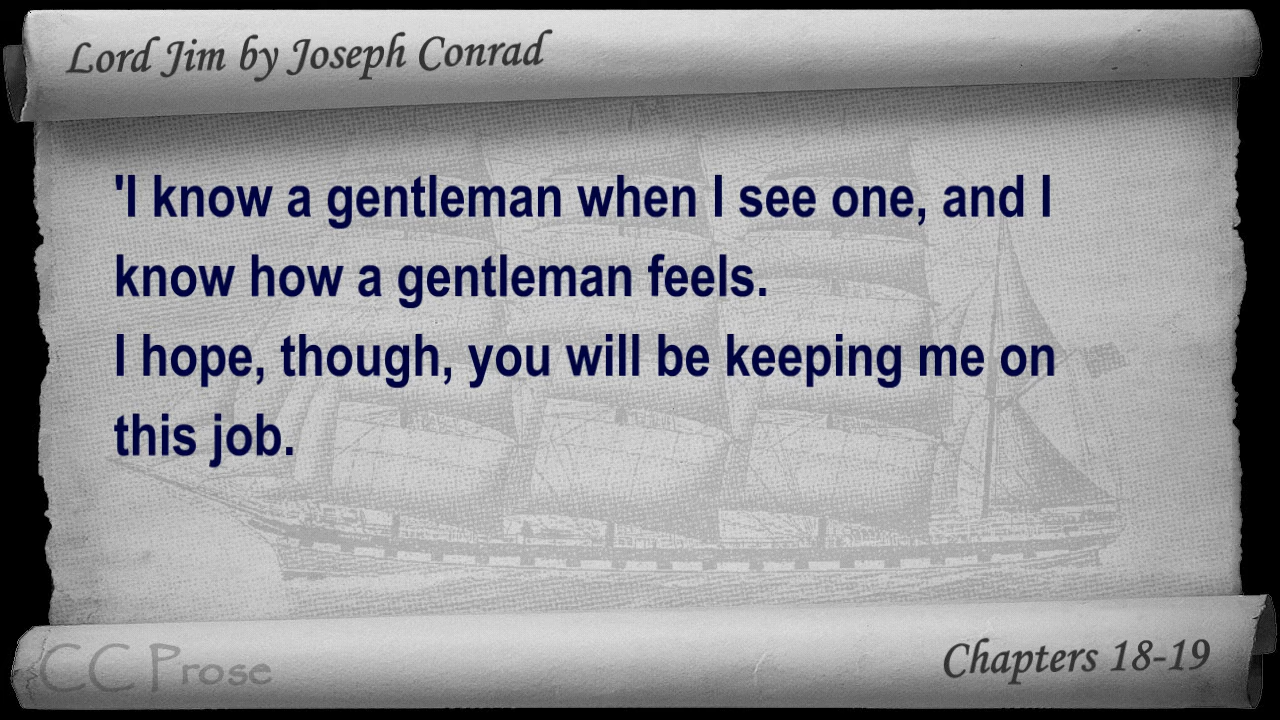 Lord Jim by Joseph Conrad
'I know a gentleman when I see one, and I
know how a gentleman feels.
I hope, though, you will be keeping me on
this job.
CC Prose
Chapters 18-19